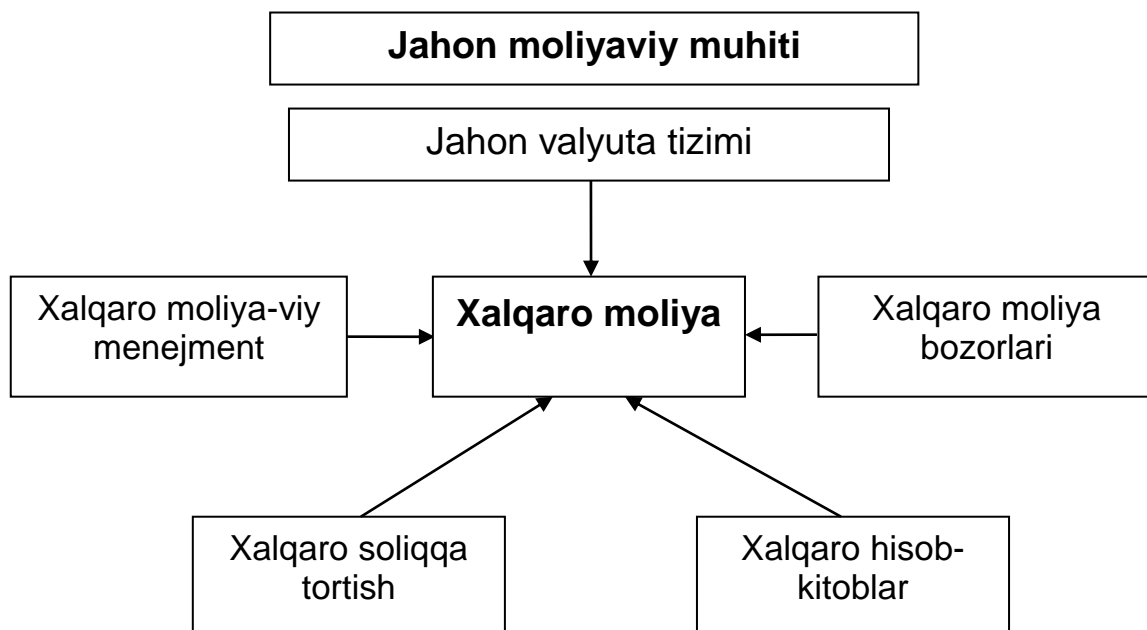 Jahon moliyaviy muhiti
Jahon valyuta tizimi
Xalqaro moliya-viy
menejment
Xalqaro moliya
Xalqaro moliya
bozorlari
Xalqaro soliqqa
tortish
Xalqaro hisob-
kitoblar